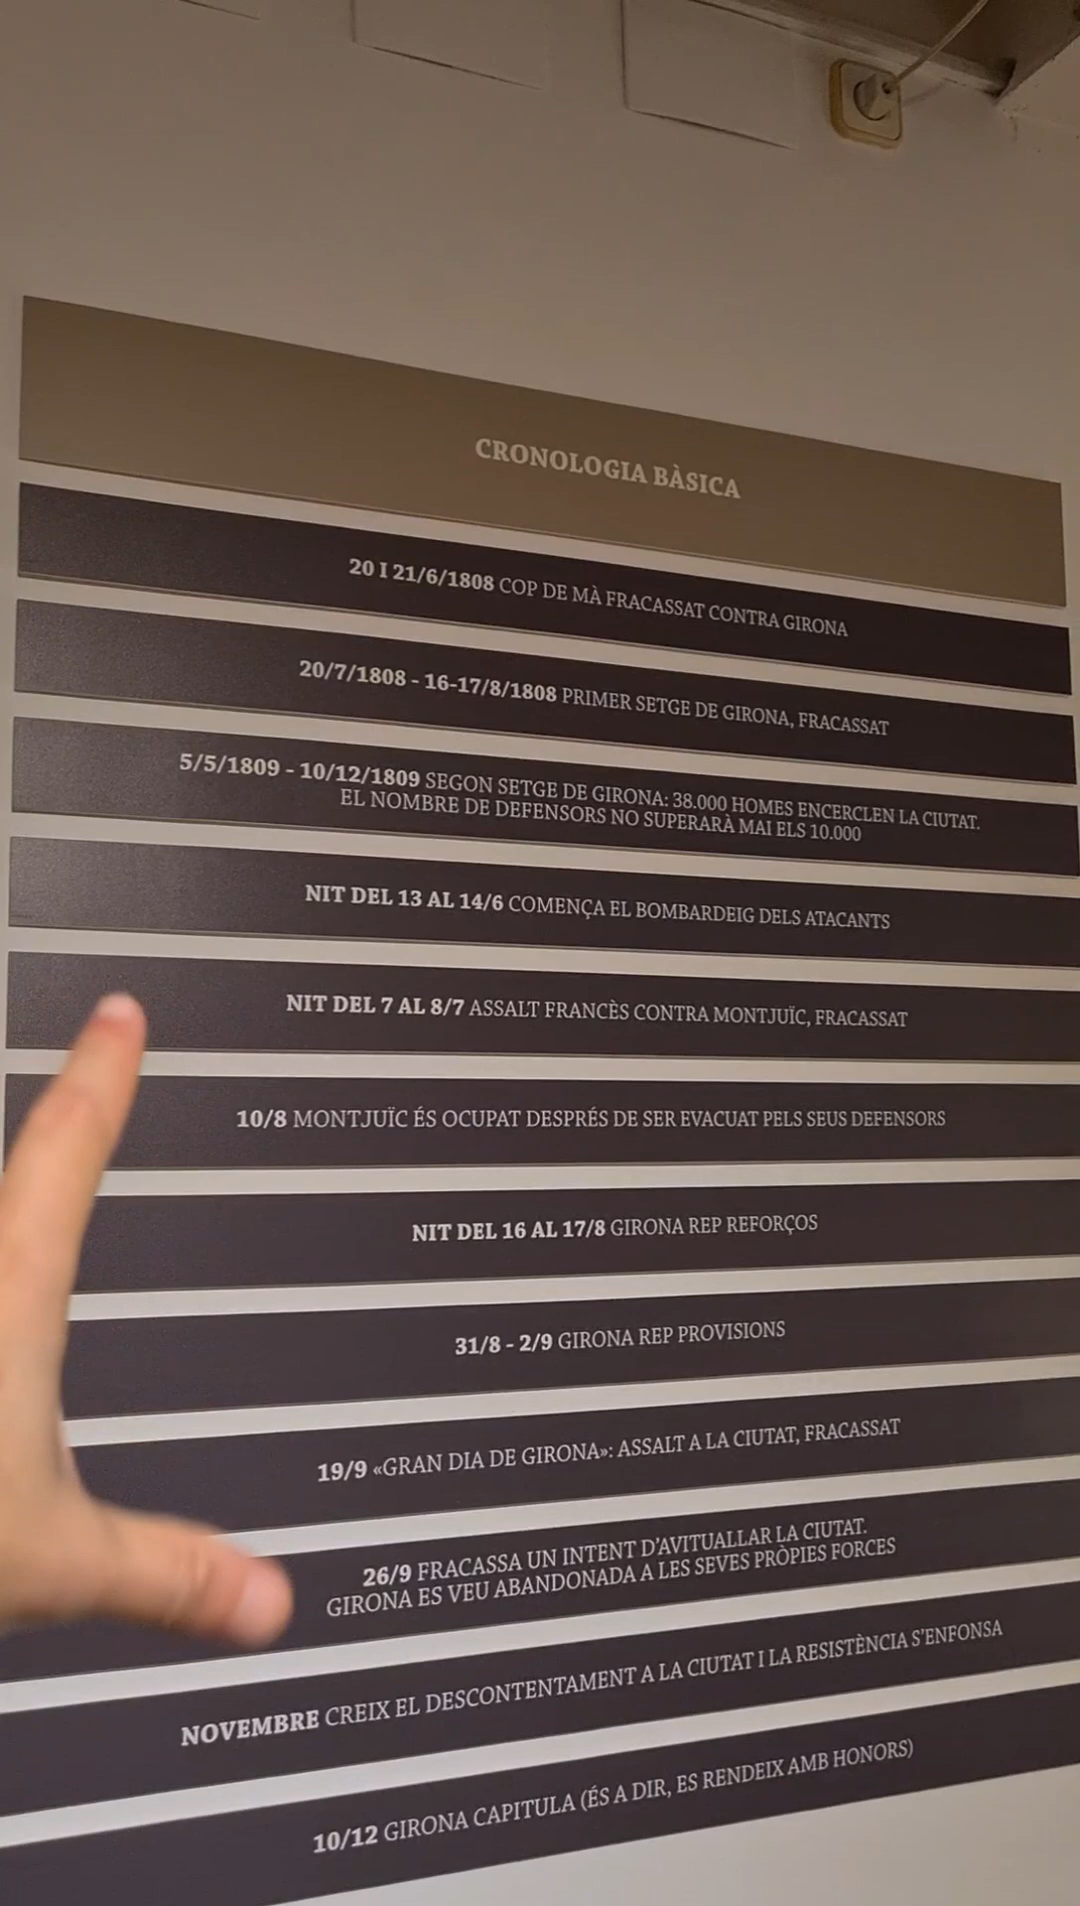 CRONOLOGIA BÀSICA
20 I 21/6/1808 COP DE MÀ FRACASSAT CONTRA GIRONA
20/7/1808 - 16-17/8/1808 PRIMER SETGE DE GIRONA, FRACASSAT
5/5/1809 - 10/12/1809 SEGON SETGE DE GIRONA: 38.000 HOMES ENCERCLEN LA CIUTAT.
EL NOMBRE DE DEFENSORS NO SUPERARÀ MAI ELS 10.000
NIT DEL 13 AL 14/6 COMENÇA EL BOMBARDEIG DELS ATACANTS
NIT DEL 7 AL 8/7 ASSALT FRANCÈS CONTRA MONTJUÏC, FRACASSAT
10/8 MONTJUÏC ÉS OCUPAT DESPRÉS DE SER EVACUAT PELS SEUS DEFENSORS
NIT DEL 16 AL 17/8 GIRONA REP REFORÇOS
31/8 - 2/9 GIRONA REP PROVISIONS
19/9 «GRAN DIA DE GIRONA»: ASSALT A LA CIUTAT, FRACASSAT
26/9 FRACASSA UN INTENT D'AVITUALLAR LA CIUTAT.
GIRONA ES VEU ABANDONADA A LES SEVES PRÒPIES FORCES
NOVEMBRE CREIX EL DESCONTENTAMENT A LA CIUTAT I LA RESISTÈNCIA S'ENFONSA
10/12 GIRONA CAPITULA (ÉS A DIR, ES RENDEIX AMB HONORS)